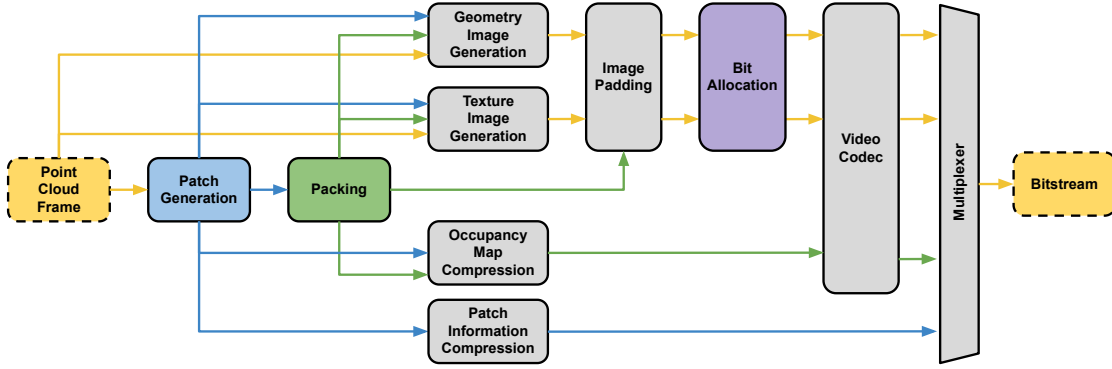 Geometry
Image
Generation
Texture
Image
Generation
Image
Padding
Bit
Allocation
Video
Codec
Multiplexer
Bitstream
Point
Cloud
Frame
Patch
Generation
Packing
Occupancy
Map
Compression
Patch
Information
Compression